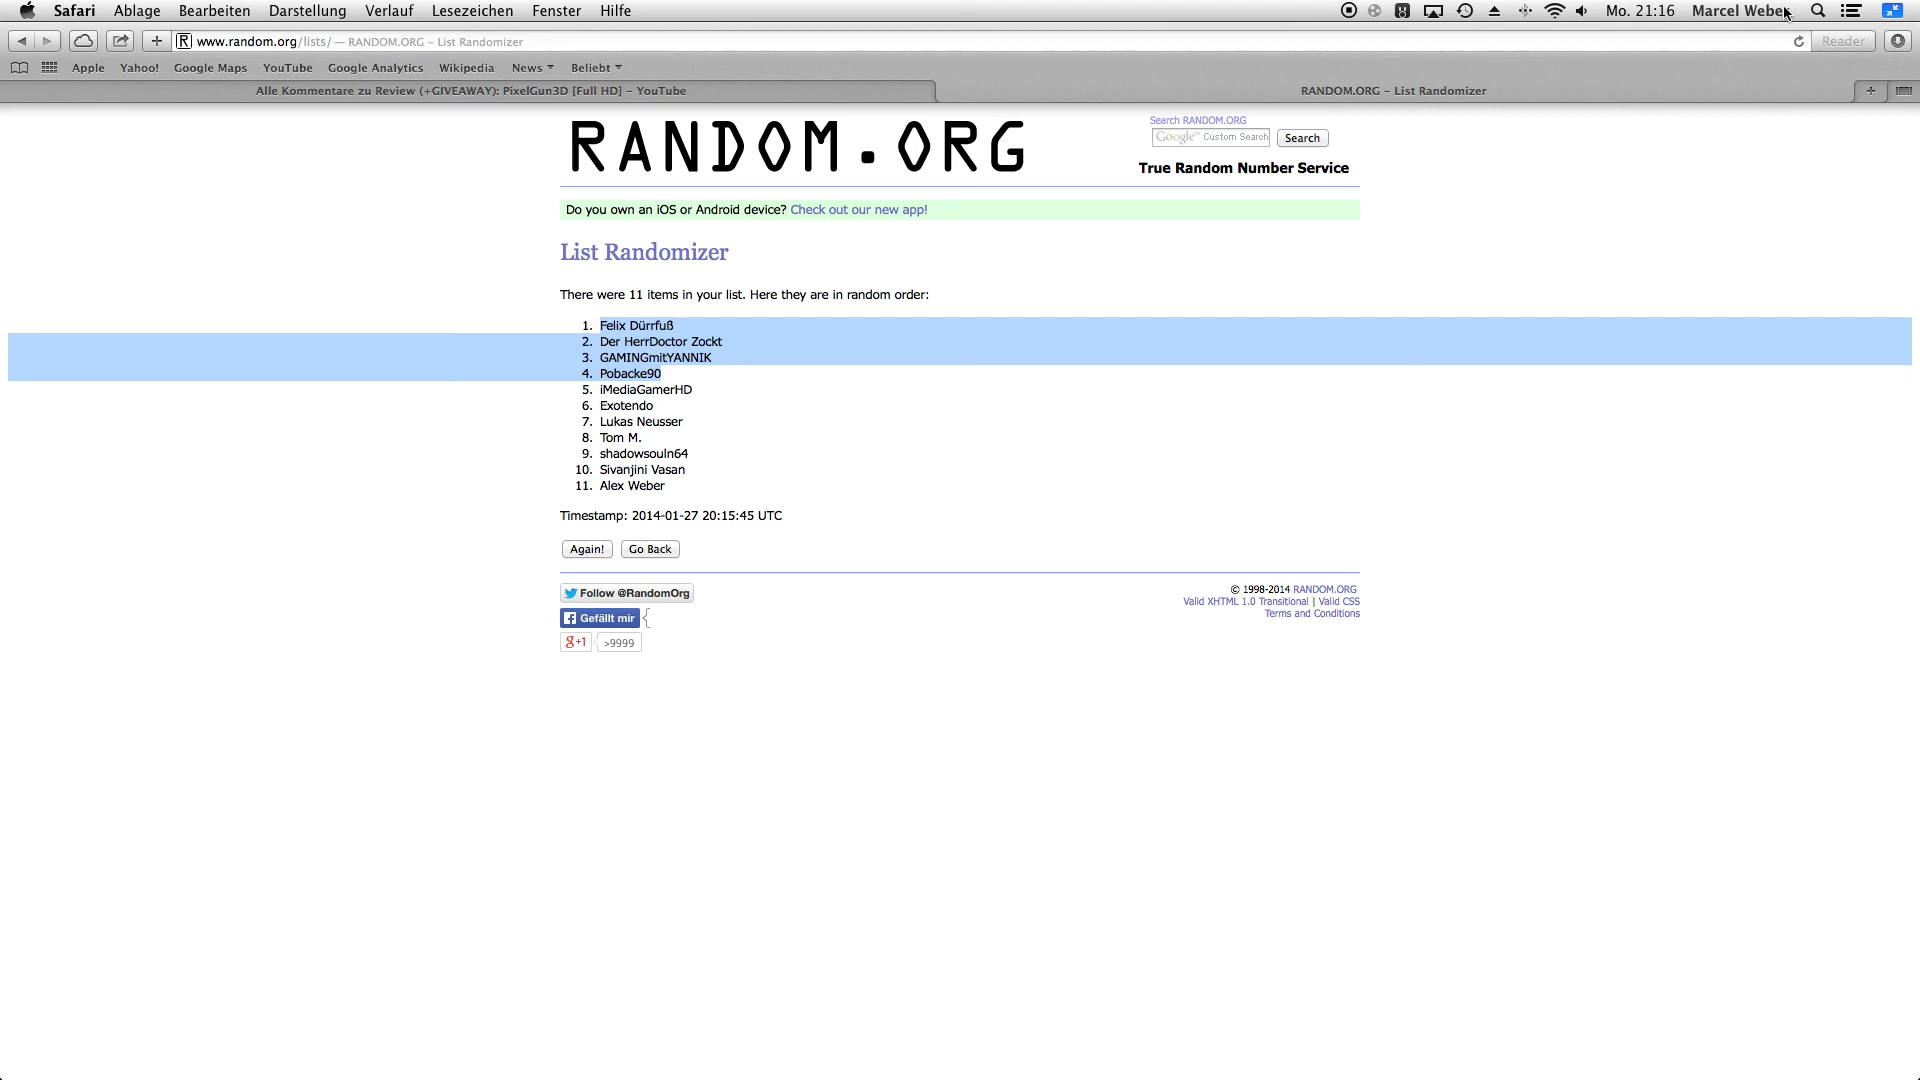 Safari Ablage Bearbeiten Darstellung Verlauf Lesezeichen Fenster Hilfe Mo. 21:16 Marcel Weber
www.random.org/lists/ — RANDOM.ORG – List Randomizer Reader
Apple Yahoo! Google Maps YouTube Google Analytics Wikipedia News Beliebt
Alle Kommentare zu Review (+GIVEAWAY): PixelGun3D [Full HD] – YouTube RANDOM.ORG – List Randomizer
RANDOM.ORG
Search RANDOM.ORG
Google™ Custom Search Search
True Random Number Service
Do you own an iOS or Android device? Check out our new app!
List Randomizer
There were 11 items in your list. Here they are in random order:
1. Felix Dürrfuß
2. Der HerrDoctor Zockt
3. GAMINGmitYANNIK
4. Pobacke90
5. iMediaGamerHD
6. Exotendo
7. Lukas Neusser
8. Tom M.
9. shadowsouln64
10. Sivanjini Vasan
11. Alex Weber
Timestamp: 2014-01-27 20:15:45 UTC
Again! Go Back
Follow @RandomOrg
Gefällt mir
g+1 >9999
© 1998-2014 RANDOM.ORG
Valid XHTML 1.0 Transitional | Valid CSS
Terms and Conditions